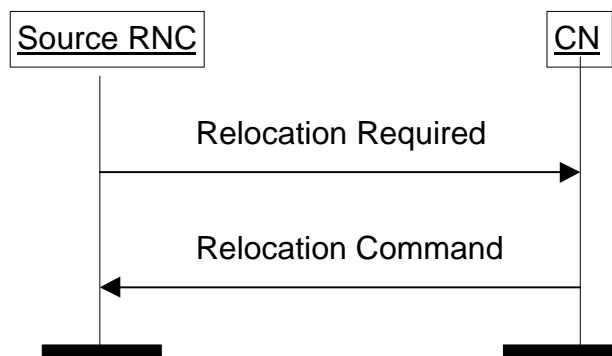 Source RNC
CN
Relocation Required
Relocation Command